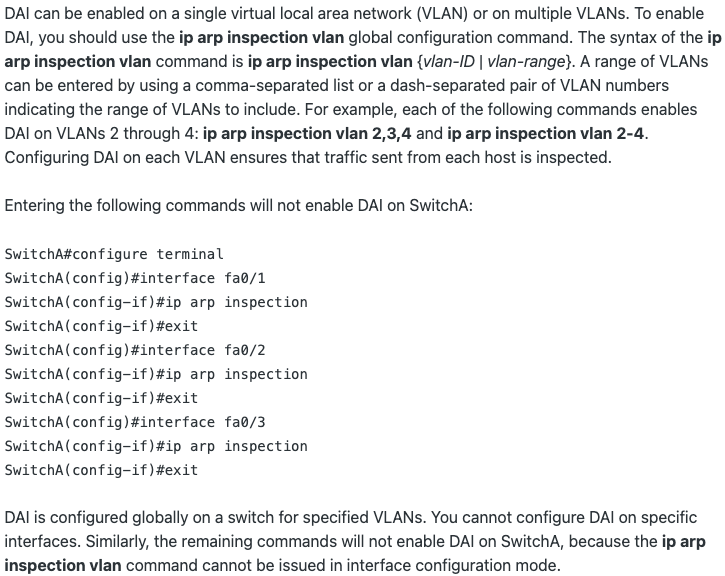 DAI can be enabled on a single virtual local area network (VLAN) or on multiple VLANs. To enable
DAI, you should use the ip arp inspection vlan global configuration command. The syntax of the ip
arp inspection vlan command is ip arp inspection vlan {vlan-ID | vlan-range}. A range of VLANs
can be entered by using a comma-separated list or a dash-separated pair of VLAN numbers
indicating the range of VLANs to include. For example, each of the following commands enables
DAI on VLANs 2 through 4: ip arp inspection vlan 2,3,4 and ip arp inspection vlan 2-4.
Configuring DAI on each VLAN ensures that traffic sent from each host is inspected.
Entering the following commands will not enable DAI on SwitchA:
SwitchA#configure terminal
SwitchA(config)#interface fa0/1
SwitchA(config-if)#ip arp inspection
SwitchA(config-if)#exit
SwitchA(config)#interface fa0/2
SwitchA(config-if)#ip arp inspection
SwitchA(config-if)#exit
SwitchA(config)#interface fa0/3
SwitchA(config-if)#ip arp inspection
SwitchA(config-if)#exit
DAI is configured globally on a switch for specified VLANs. You cannot configure DAI on specific
interfaces. Similarly, the remaining commands will not enable DAI on SwitchA, because the ip arp
inspection vlan command cannot be issued in interface configuration mode.